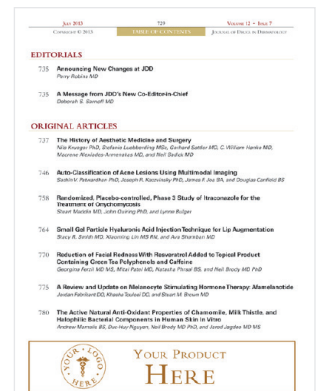 July 2013 729 Volume 12 • Issue 7
Copyright © 2013 TABLE OF CONTENTS Journal of Drugs in Dermatology
EDITORIALS
735 Announcing New Changes at JDD
Perry Robins MD
735 A Message from JDD's New Co-Editor-in-Chief
Deborah S. Sarnoff MD
ORIGINAL ARTICLES
737 The History of Aesthetic Medicine and Surgery
Nils Krueger PhD, Stefanie Luebberding MSc, Gerhard Sattler MD, C. William Hanke MD,
Macrene Alexiades-Armenakas MD, and Neil Sadick MD
746 Auto-Classification of Acne Lesions Using Multimodal Imaging
Sachin V. Patwardhan PhD, Joseph R. Kaczvinsky PhD, James F. Joa BA, and Douglas Canfield BS
758 Randomized, Placebo-controlled, Phase 3 Study of Itraconazole for the
Treatment of Onychomycosis
Stuart Maddin MD, John Quiring PhD, and Lynne Bulger
764 Small Gel Particle Hyaluronic Acid Injection Technique for Lip Augmentation
Stacy R. Smith MD, Xiaoming Lin MS RN, and Ava Shamban MD
770 Reduction of Facial Redness With Resveratrol Added to Topical Product
Containing Green Tea Polyphenols and Caffeine
Georgina Ferzli MD MS, Mital Patel MD, Natasha Phrsai BS, and Neil Brody MD PhD
775 A Review and Update on Melanocyte Stimulating Hormone Therapy: Afamelanotide
Jordan Fabrikant DO, Khasha Touloei DO, and Stuart M. Brown MD
780 The Active Natural Anti-Oxidant Properties of Chamomile, Milk Thistle, and
Halophilic Bacterial Components in Human Skin In Vitro
Andrew Mamalis BS, Duc-Huy Nguyen, Neil Brody MD PhD, and Jared Jagdeo MD MS
YOUR • LOGO
HERE
YOUR PRODUCT
HERE